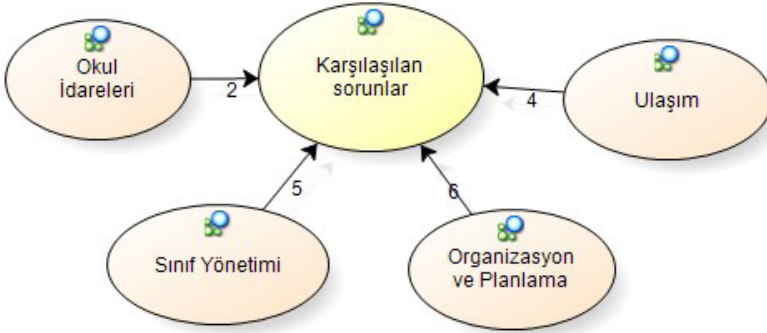 Okul
İdareleri
2
Karşılaşılan
sorunlar
4
Ulaşım
5
Sınıf Yönetimi
6
Organizasyon
ve Planlama